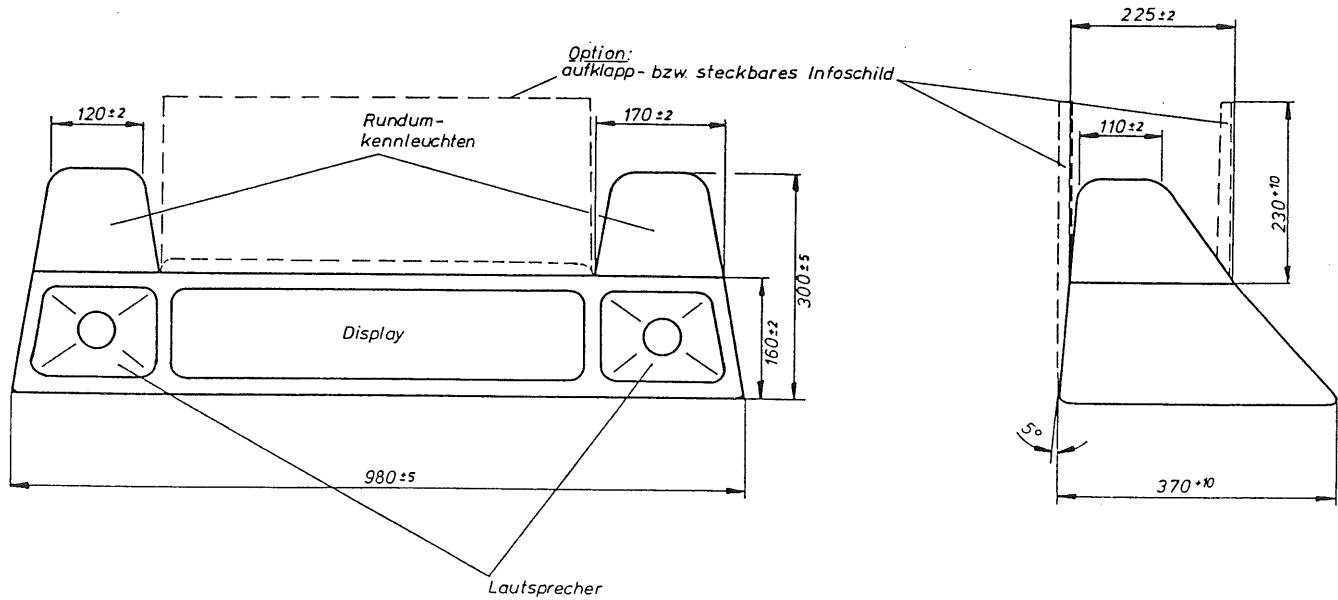 225±2
Option:
aufklapp- bzw. steckbares Infoschild
120±2
Rundum-
kennleuchten
170±2
110±2
230+10
300±5
160±2
Display
5°
980±5
370+10
Lautsprecher